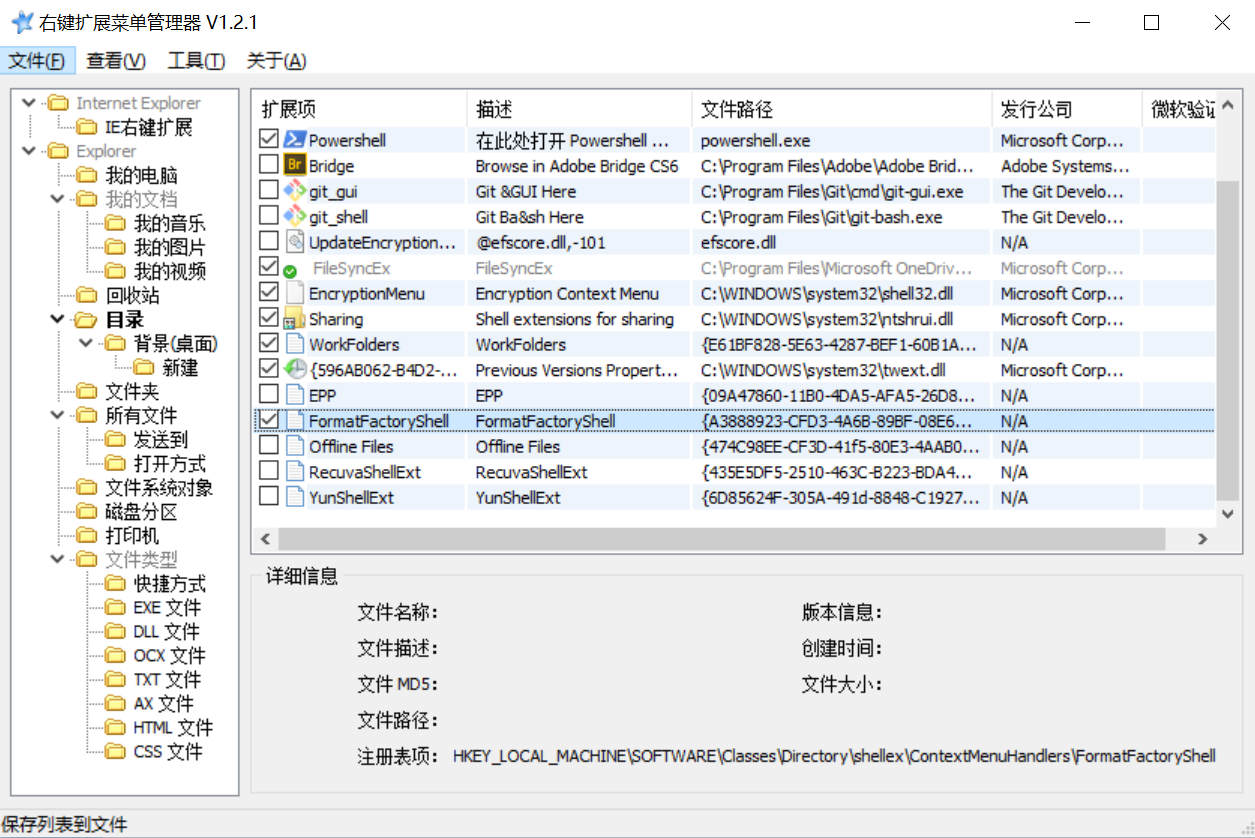 右键扩展菜单管理器 V1.2.1
文件(F) 查看(V) 工具(T) 关于(A)
Internet Explorer
IE右键扩展
Explorer
我的电脑
我的文档
我的音乐
我的图片
我的视频
回收站
目录
背景(桌面)
新建
文件夹
所有文件
发送到
打开方式
文件系统对象
磁盘分区
打印机
文件类型
快捷方式
EXE 文件
DLL 文件
OCX 文件
TXT 文件
AX 文件
HTML 文件
CSS 文件
扩展项 描述 文件路径 发行公司 微软验证
Powershell 在此处打开 Powershell ... powershell.exe Microsoft Corp...
Br Bridge Browse in Adobe Bridge CS6 C:\Program Files\Adobe\Adobe Brid... Adobe Systems...
git_gui Git &GUI Here C:\Program Files\Git\cmd\git-gui.exe The Git Develo...
git_shell Git Ba&sh Here C:\Program Files\Git\git-bash.exe The Git Develo...
UpdateEncryption... @efscore.dll,-101 efscore.dll N/A
FileSyncEx FileSyncEx C:\Program Files\Microsoft OneDriv... Microsoft Corp...
EncryptionMenu Encryption Context Menu C:\WINDOWS\system32\shell32.dll Microsoft Corp...
Sharing Shell extensions for sharing C:\WINDOWS\system32\ntshrui.dll Microsoft Corp...
WorkFolders WorkFolders {E61BF828-5E63-4287-BEF1-60B1A... N/A
{596AB062-B4D2-... Previous Versions Propert... C:\WINDOWS\system32\twext.dll Microsoft Corp...
EPP EPP {09A47860-11B0-4DA5-AFA5-26D8... N/A
FormatFactoryShell FormatFactoryShell {A3888923-CFD3-4A6B-89BF-08E6... N/A
Offline Files Offline Files {474C98EE-CF3D-41f5-80E3-4AAB0... N/A
RecuvaShellExt RecuvaShellExt {435E5DF5-2510-463C-B223-BDA4... N/A
YunShellExt YunShellExt {6D85624F-305A-491d-8848-C1927... N/A
详细信息
文件名称: 版本信息:
文件描述: 创建时间:
文件 MD5: 文件大小:
文件路径:
注册表项: HKEY_LOCAL_MACHINE\SOFTWARE\Classes\Directory\shellex\ContextMenuHandlers\FormatFactoryShell
保存列表到文件